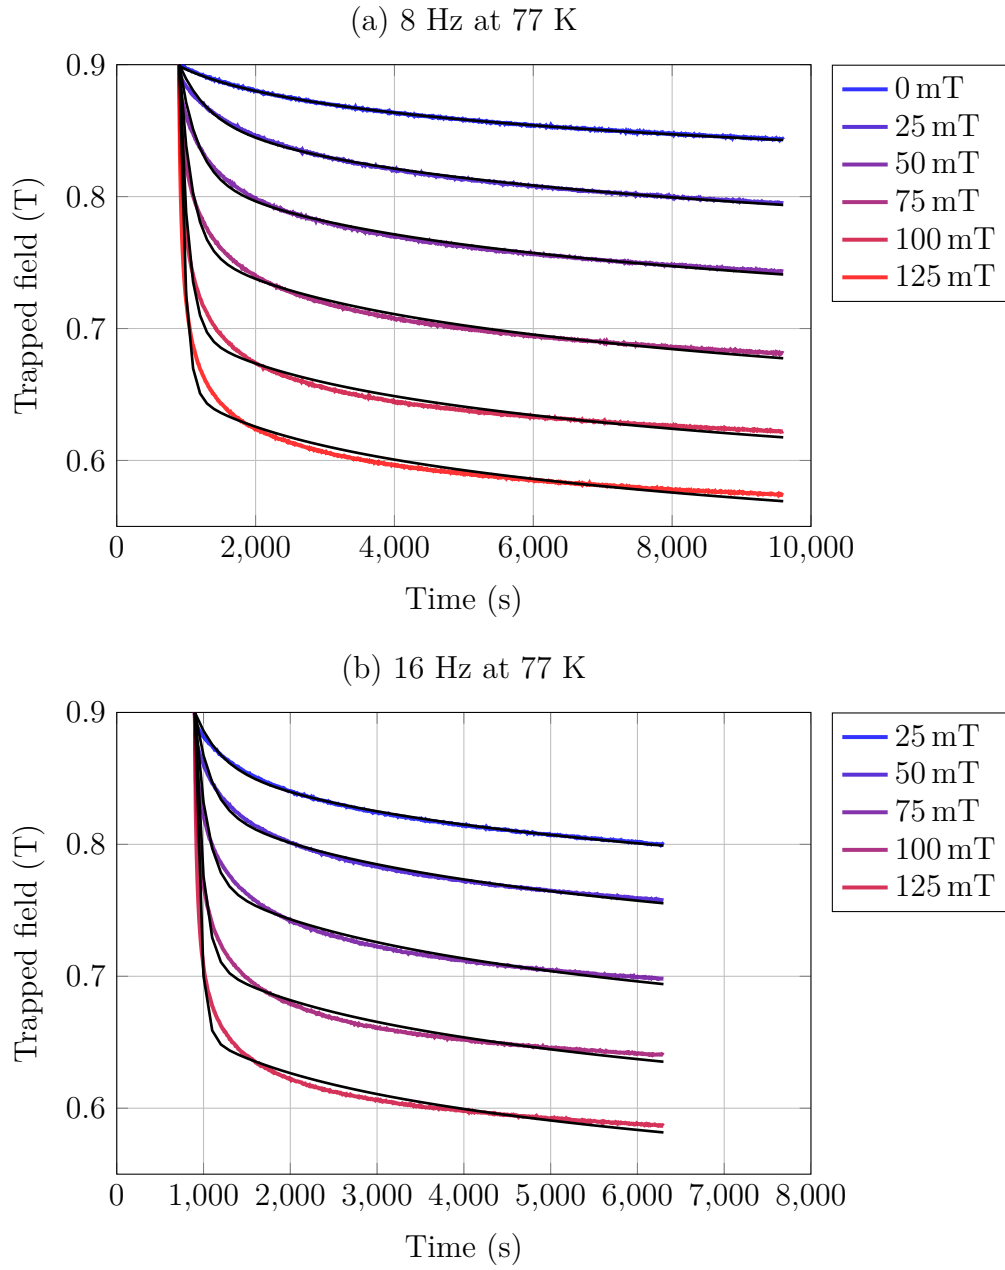 (a) 8 Hz at 77 K
Trapped field (T)
0.9
0.8
0.7
0.6
0 2,000 4,000 6,000 8,000 10,000
Time (s)
0 mT
25 mT
50 mT
75 mT
100 mT
125 mT
(b) 16 Hz at 77 K
Trapped field (T)
0.9
0.8
0.7
0.6
0 1,000 2,000 3,000 4,000 5,000 6,000 7,000 8,000
Time (s)
25 mT
50 mT
75 mT
100 mT
125 mT